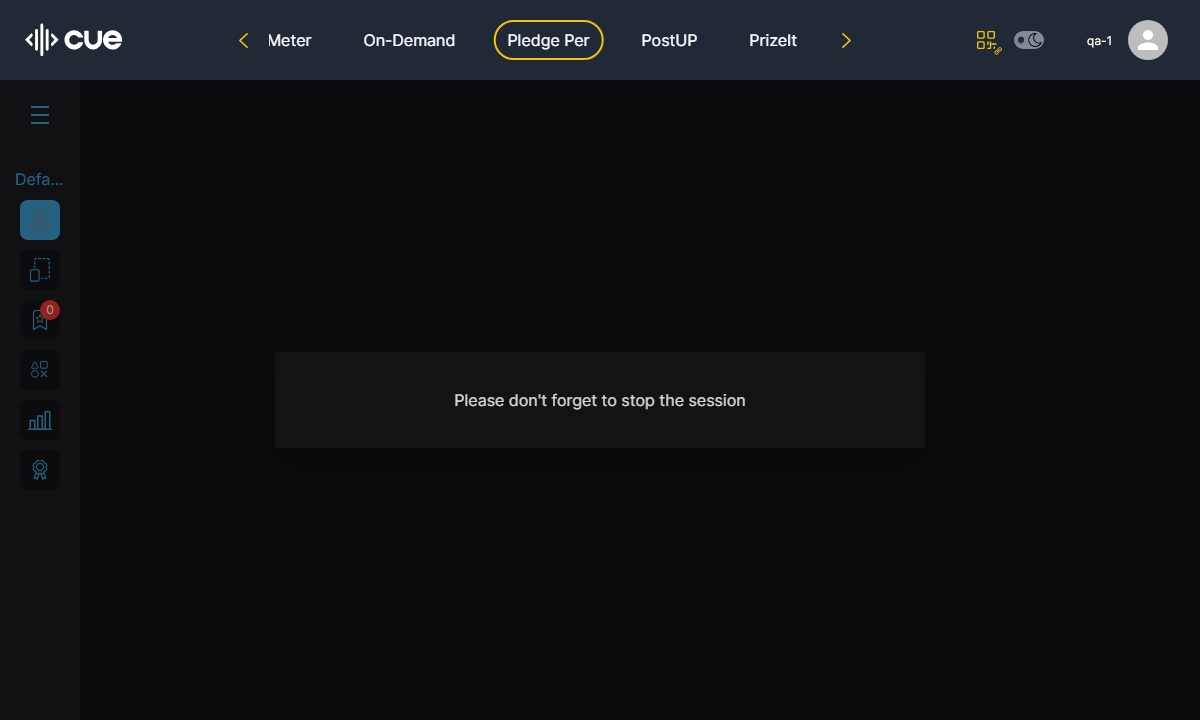 cue
Meter
On-Demand
Pledge Per
PostUP
PrizeIt
qa-1
Defa...
0
Please don't forget to stop the session